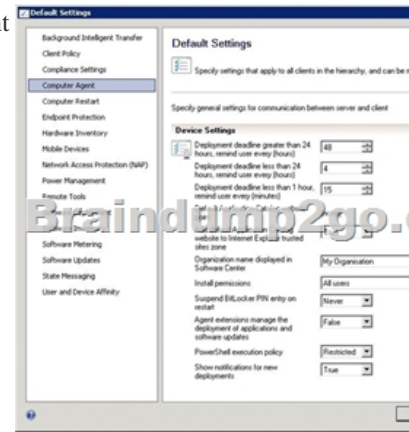 nt
Default Settings
Background Intelligent Transfer
Client Policy
Compliance Settings
Computer Agent
Computer Restart
Endpoint Protection
Hardware Inventory
Mobile Devices
Network Access Protection (NAP)
Power Management
Remote Tools
Software Metering
Software Updates
State Messaging
User and Device Affinity
Default Settings
Specify settings that apply to all clients in the hierarchy, and can be
Specify general settings for communication between server and client
Device Settings
Deployment deadline greater than 24
hours, remind user every (hours)
48
Deployment deadline less than 24
hours, remind user every (hours)
4
Deployment deadline less than 1 hour,
remind user every (minutes)
15
Braindump2go.c
website to Internet Explorer trusted
sites zone
Organization name displayed in
Software Center
My Organisation
Install permissions
All users
Suspend BitLocker PIN entry on
restart
Never
Agent extensions manage the
deployment of applications and
software updates
False
PowerShell execution policy
Restricted
Show notifications for new
deployments
True